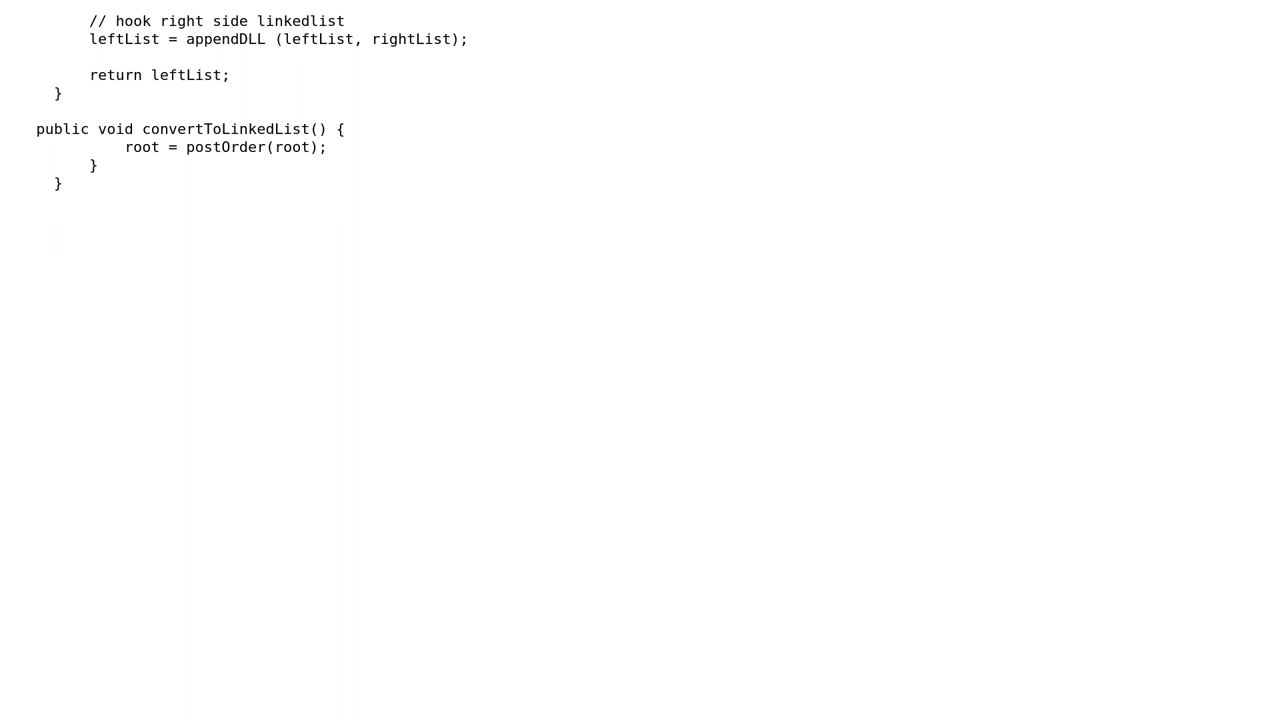 // hook right side linkedlist
leftList = appendDLL (leftList, rightList);
return leftList;
}
public void convertToLinkedList() {
root = postOrder(root);
}
}